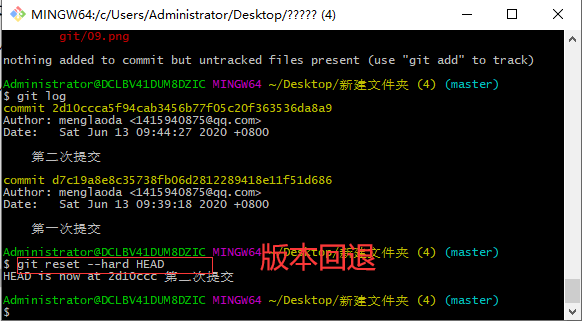 MINGW64:/c/Users/Administrator/Desktop/????? (4)
git/09.png
nothing added to commit but untracked files present (use "git add" to track)
Administrator@DCLBV41DUM8DZIC MINGW64 ~/Desktop/新建文件夹 (4) (master)
$ git log
commit 2d10ccca5f94cab3456b77f05c20f363536da8a9
Author: menglaoda <1415940875@qq.com>
Date:   Sat Jun 13 09:44:27 2020 +0800
第二次提交
commit d7c19a8e8c35738fb06d2812289418e11f51d686
Author: menglaoda <1415940875@qq.com>
Date:   Sat Jun 13 09:39:18 2020 +0800
第一次提交
Administrator@DCLBV41DUM8DZIC MINGW64 ~/Desktop/新建文件夹 (4) (master)
$ git reset --hard HEAD
版本回退
HEAD is now at 2d10ccc 第二次提交
Administrator@DCLBV41DUM8DZIC MINGW64 ~/Desktop/新建文件夹 (4) (master)
$